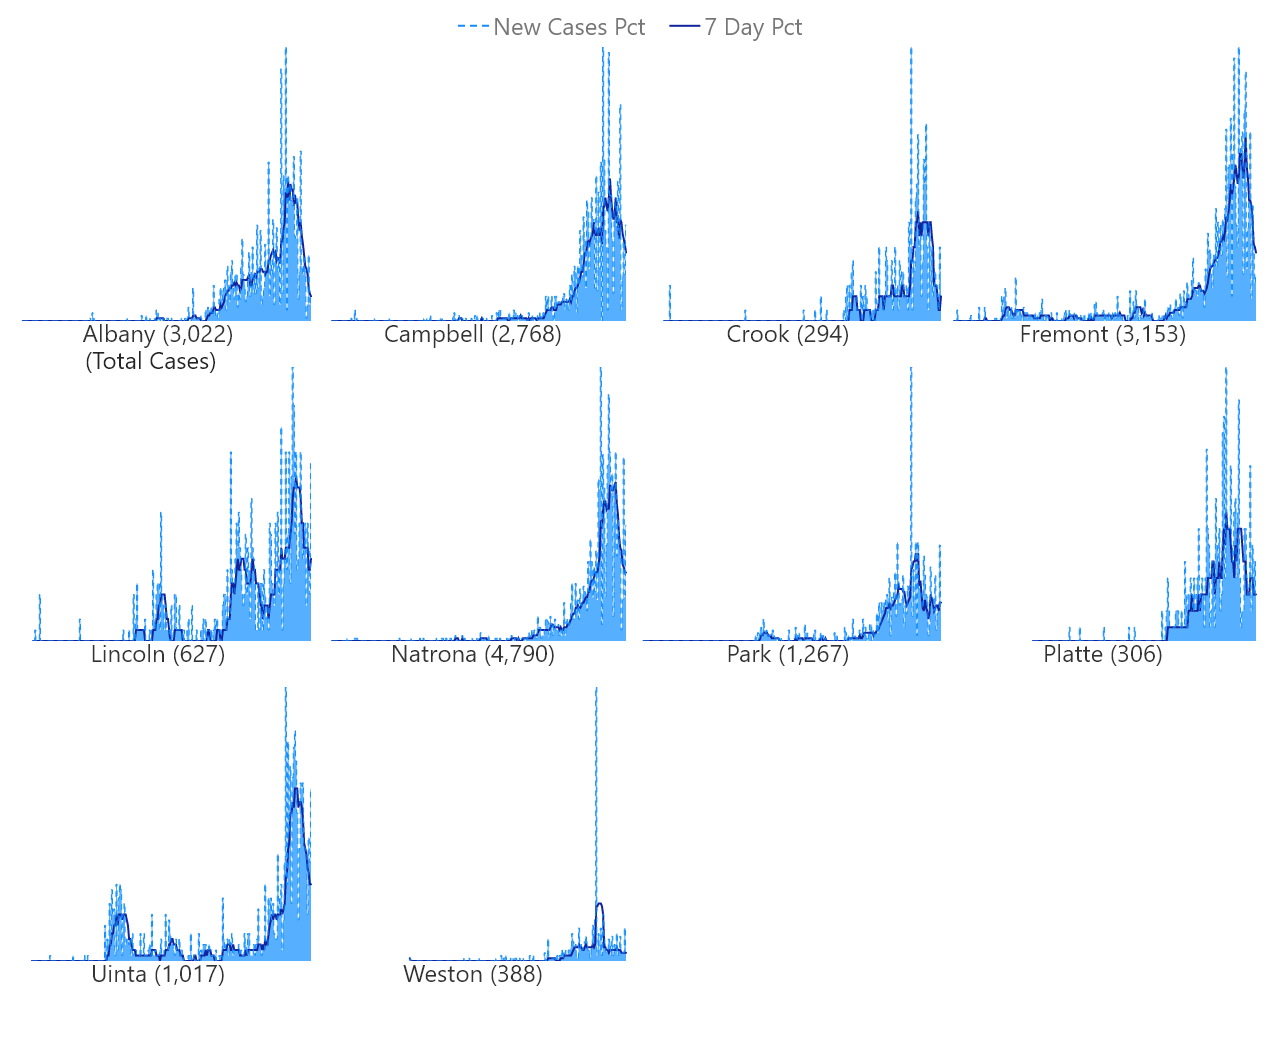 New Cases Pct 7 Day Pct
Albany (3,022) Campbell (2,768) Crook (294) Fremont (3,153)
(Total Cases)
Lincoln (627) Natrona (4,790) Park (1,267) Platte (306)
Uinta (1,017) Weston (388)